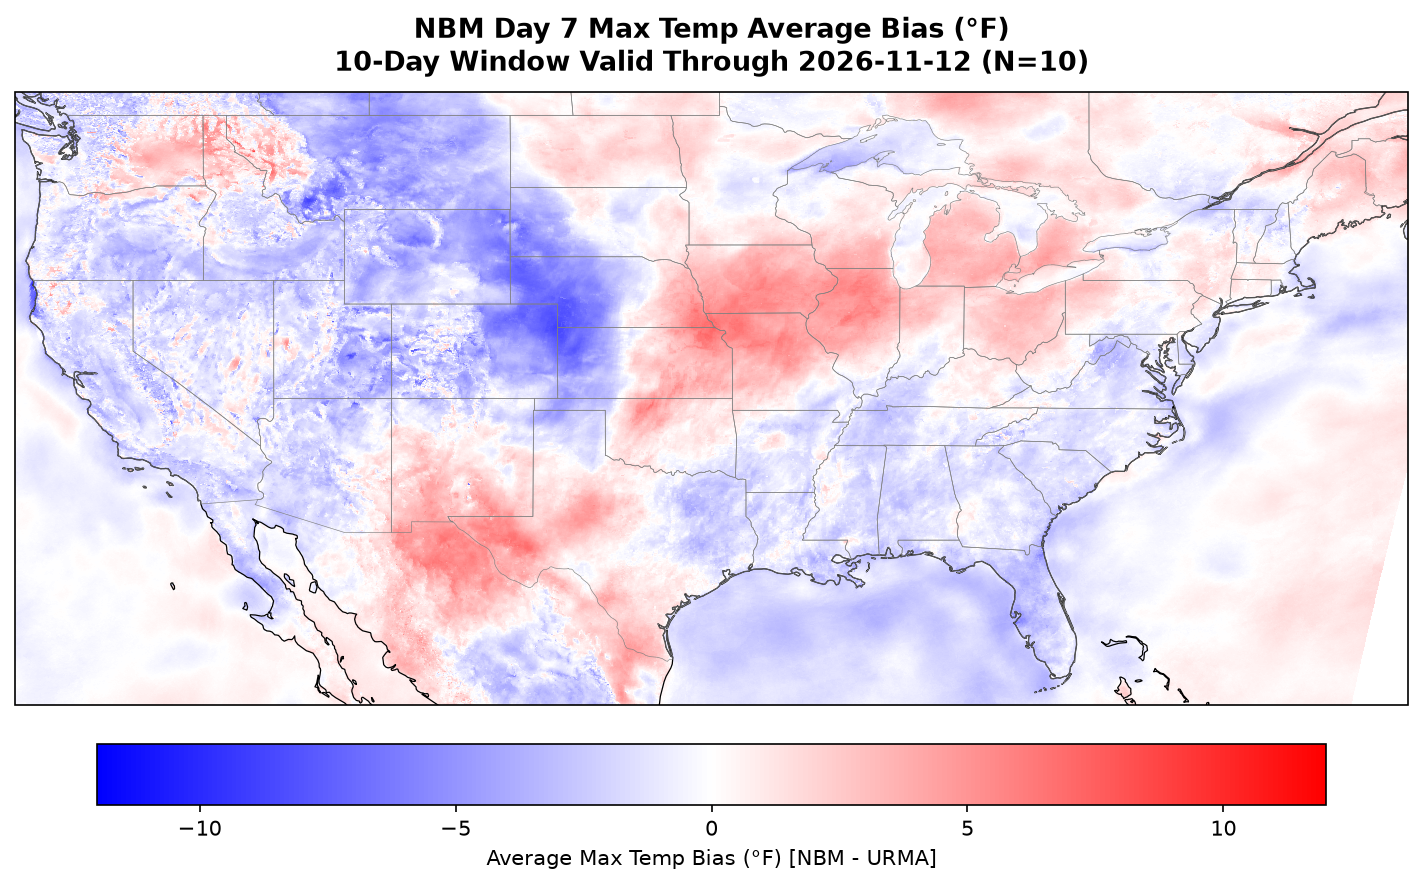 NBM Day 7 Max Temp Average Bias (°F)
10-Day Window Valid Through 2026-11-12 (N=10)
−10 −5 0 5 10
Average Max Temp Bias (°F) [NBM - URMA]